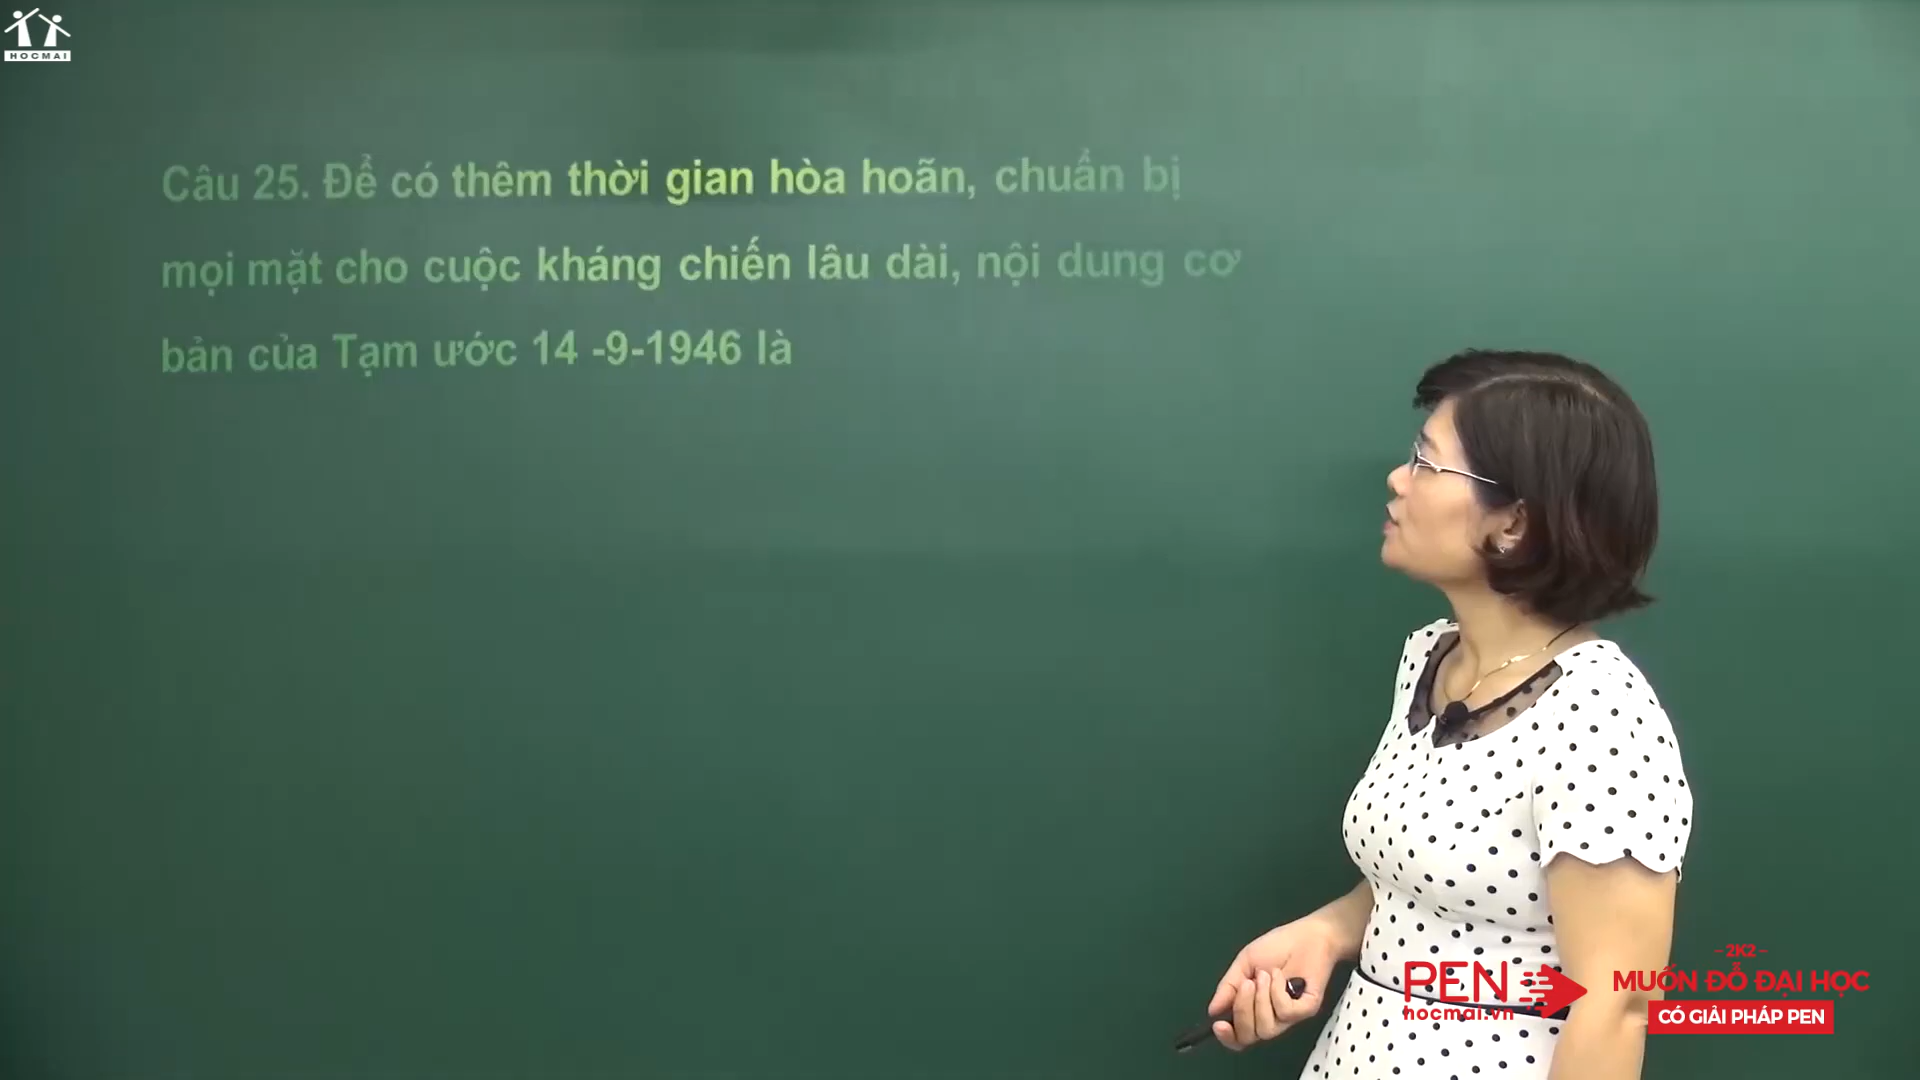 HOCMAI
Câu 25. Để có thêm thời gian hòa hoãn, chuẩn bị
mọi mặt cho cuộc kháng chiến lâu dài, nội dung cơ
bản của Tạm ước 14 -9-1946 là
PEN
hocmai.vn
-2K2-
MUỐN ĐỖ ĐẠI HỌC
CÓ GIẢI PHÁP PEN